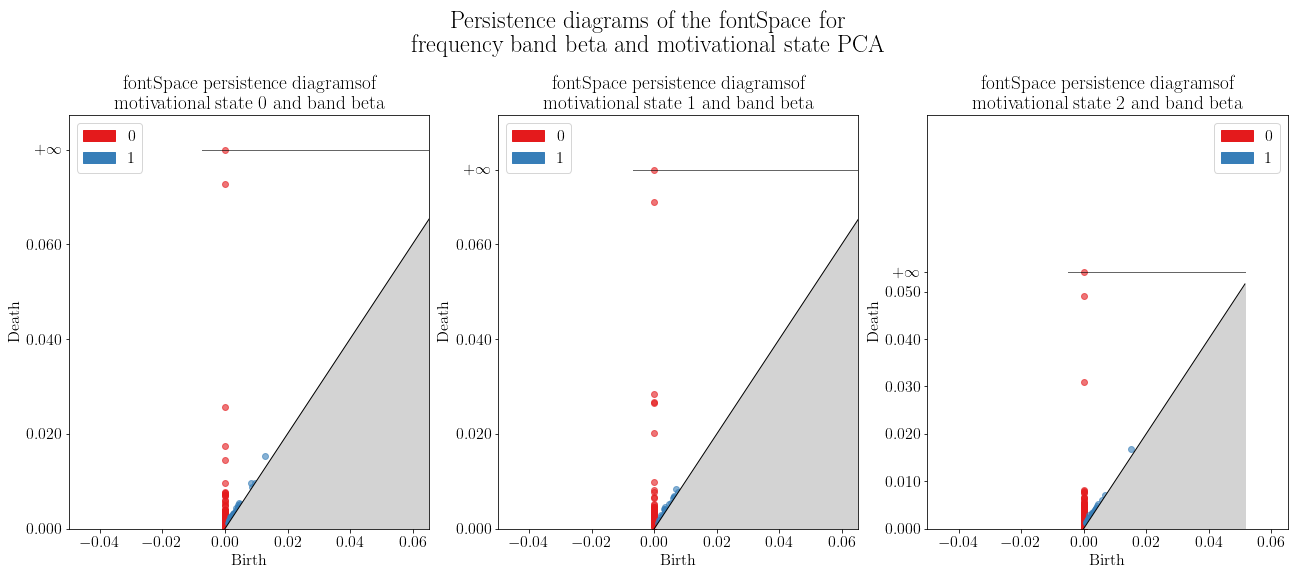 Persistence diagrams of the fontSpace for
frequency band beta and motivational state PCA
fontSpace persistence diagramsof
motivational state 0 and band beta
0
1
+∞
0.060
0.040
0.020
0.000
Death
−0.04
−0.02
0.00
0.02
0.04
0.06
Birth
fontSpace persistence diagramsof
motivational state 1 and band beta
0
1
+∞
0.060
0.040
0.020
0.000
Death
−0.04
−0.02
0.00
0.02
0.04
0.06
Birth
fontSpace persistence diagramsof
motivational state 2 and band beta
0
1
+∞
0.050
0.040
0.030
0.020
0.010
0.000
Death
−0.04
−0.02
0.00
0.02
0.04
0.06
Birth